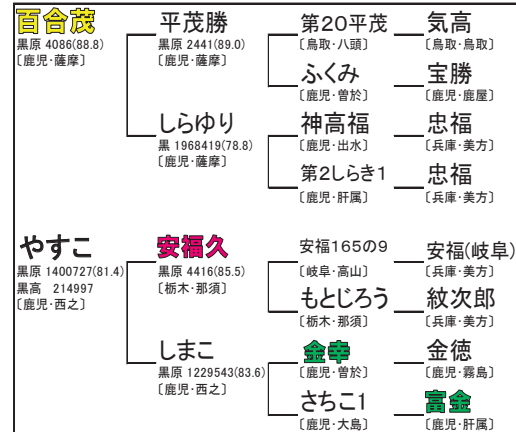 百合茂
黒原 4086(88.8)
〔鹿児・薩摩〕
平茂勝
黒原 2441(89.0)
〔鹿児・薩摩〕
第20平茂
〔鳥取・八頭〕
気高
〔鳥取・鳥取〕
ふくみ
〔鹿児・曽於〕
宝勝
〔鹿児・鹿屋〕
しらゆり
黒 1968419(78.8)
〔鹿児・薩摩〕
神高福
〔鹿児・出水〕
忠福
〔兵庫・美方〕
第2しらき1
〔鹿児・肝属〕
忠福
〔兵庫・美方〕
やすこ
黒原 1400727(81.4)
黒高 214997
〔鹿児・西之〕
安福久
黒原 4416(85.5)
〔栃木・那須〕
安福165の9
〔岐阜・高山〕
安福(岐阜)
〔兵庫・美方〕
もとじろう
〔栃木・那須〕
紋次郎
〔兵庫・美方〕
しまこ
黒原 1229543(83.6)
〔鹿児・西之〕
金幸
〔鹿児・曽於〕
金徳
〔鹿児・霧島〕
さちこ1
〔鹿児・大島〕
富金
〔鹿児・肝属〕